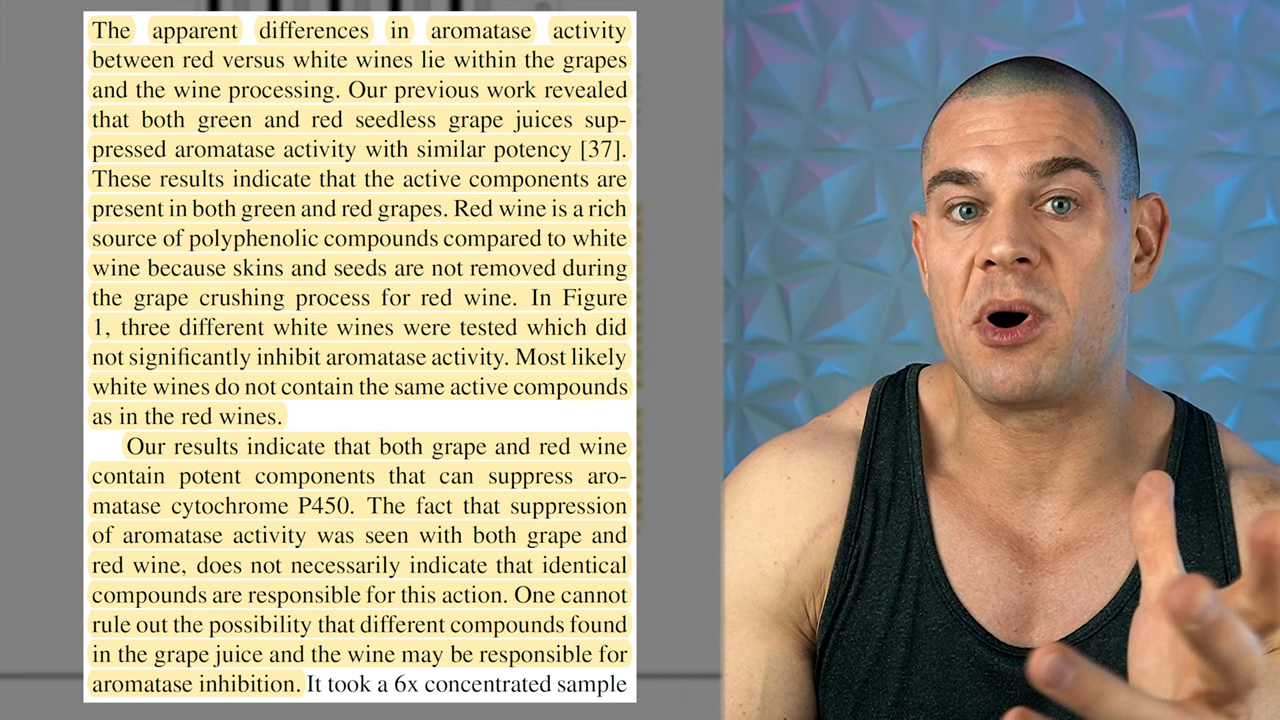 The apparent differences in aromatase activity
between red versus white wines lie within the grapes
and the wine processing. Our previous work revealed
that both green and red seedless grape juices sup-
pressed aromatase activity with similar potency [37].
These results indicate that the active components are
present in both green and red grapes. Red wine is a rich
source of polyphenolic compounds compared to white
wine because skins and seeds are not removed during
the grape crushing process for red wine. In Figure
1, three different white wines were tested which did
not significantly inhibit aromatase activity. Most likely
white wines do not contain the same active compounds
as in the red wines.
Our results indicate that both grape and red wine
contain potent components that can suppress aro-
matase cytochrome P450. The fact that suppression
of aromatase activity was seen with both grape and
red wine, does not necessarily indicate that identical
compounds are responsible for this action. One cannot
rule out the possibility that different compounds found
in the grape juice and the wine may be responsible for
aromatase inhibition. It took a 6x concentrated sample